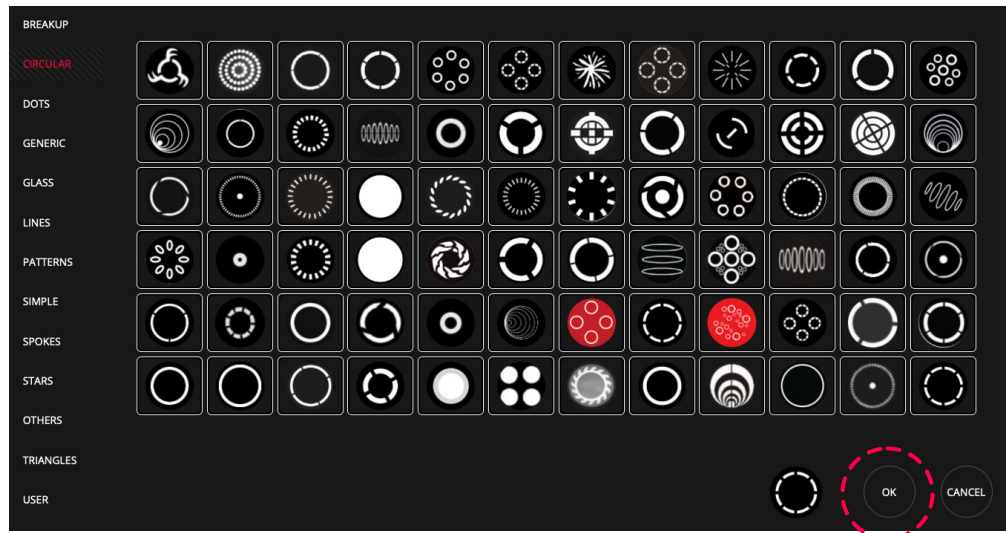 BREAKUP
CIRCULAR
DOTS
GENERIC
GLASS
LINES
PATTERNS
SIMPLE
SPOKES
STARS
OTHERS
TRIANGLES
USER
OK
CANCEL